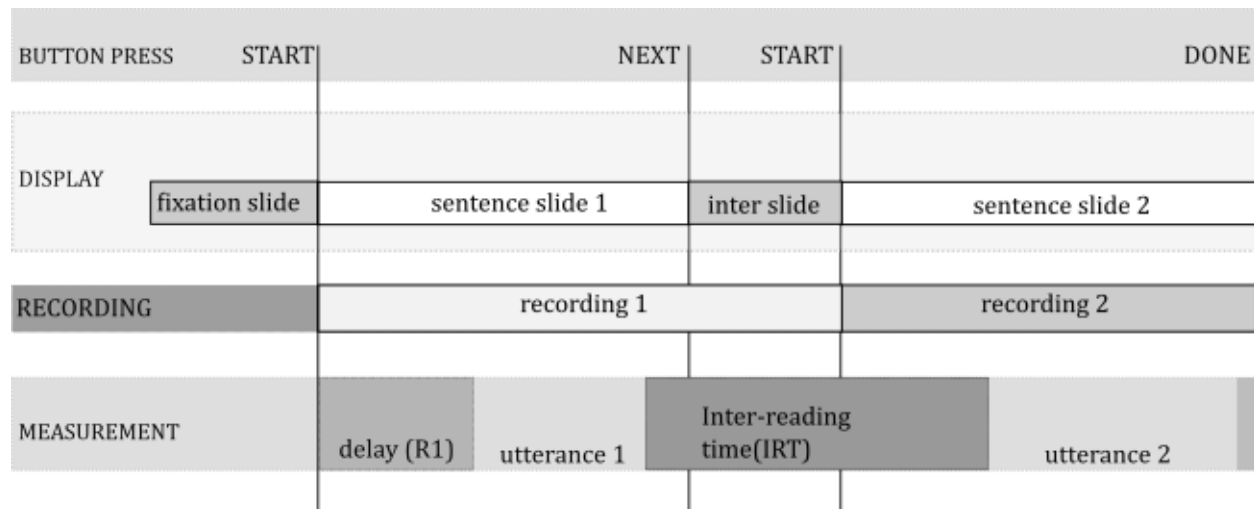 BUTTON PRESS START NEXT START DONE
DISPLAY
fixation slide sentence slide 1 inter slide sentence slide 2
RECORDING recording 1 recording 2
MEASUREMENT delay (R1) utterance 1 Inter-reading
time(IRT) utterance 2